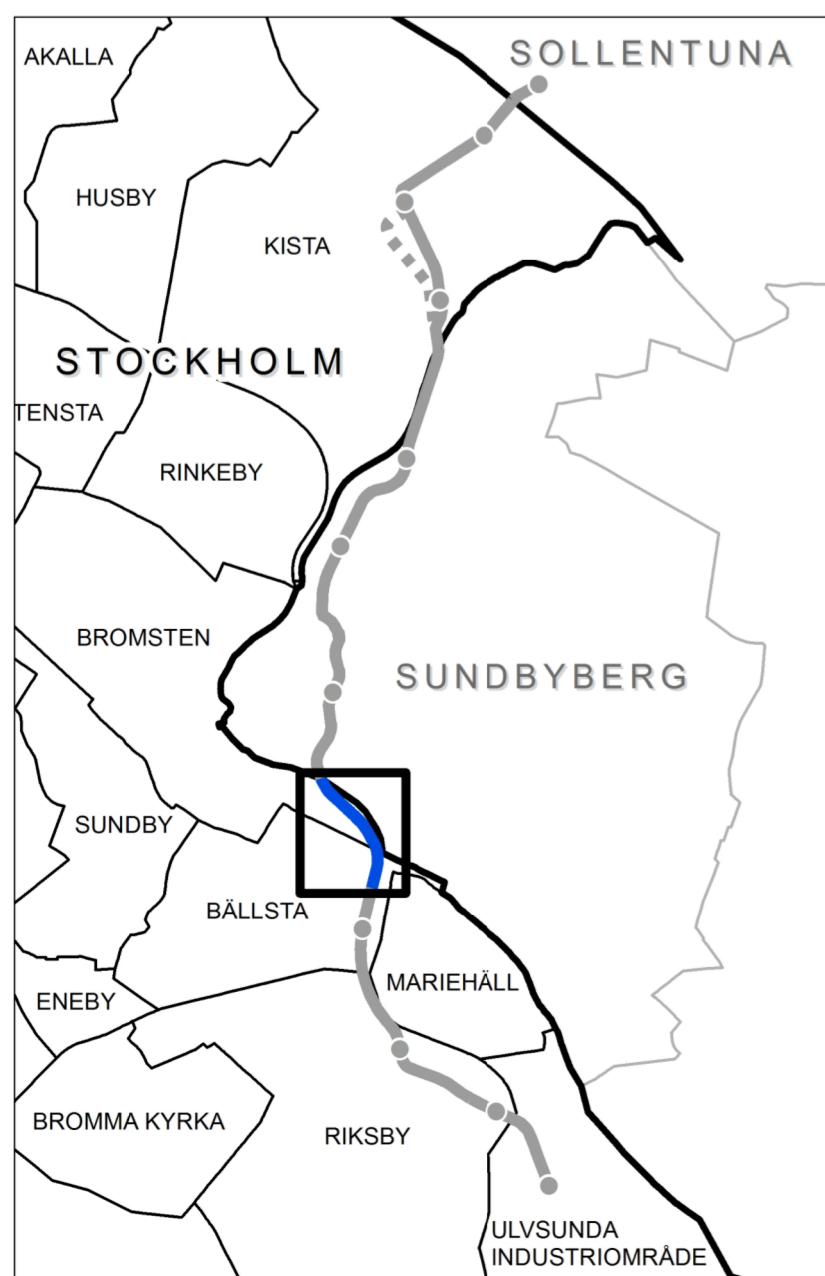 AKALLA
SOLLENTUNA
HUSBY
KISTA
STOCKHOLM
TENSTA
RINKEBY
BROMSTEN
SUNDBYBERG
SUNDBY
BÄLLSTA
MARIEHÄLL
ENEBY
BROMMA KYRKA
RIKSBY
ULVSUNDA
INDUSTRIOMRÅDE